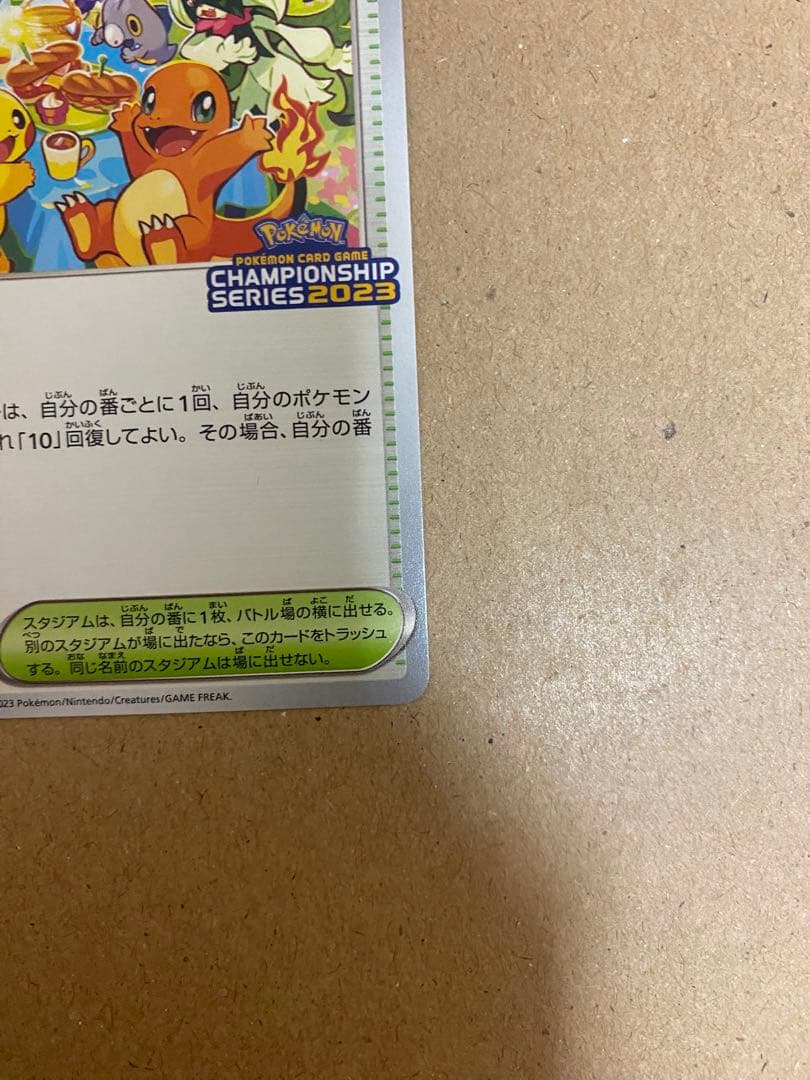 Pokémon
POKÉMON CARD GAME
CHAMPIONSHIP
SERIES 2023
は、自分の番ごとに1回、自分のポケモン
れ「10」回復してよい。その場合、自分の番
スタジアムは、自分の番に1枚、バトル場の横に出せる。
別のスタジアムが場に出たなら、このカードをトラッシュ
する。同じ名前のスタジアムは場に出せない。
023 Pokémon/Nintendo/Creatures/GAME FREAK.